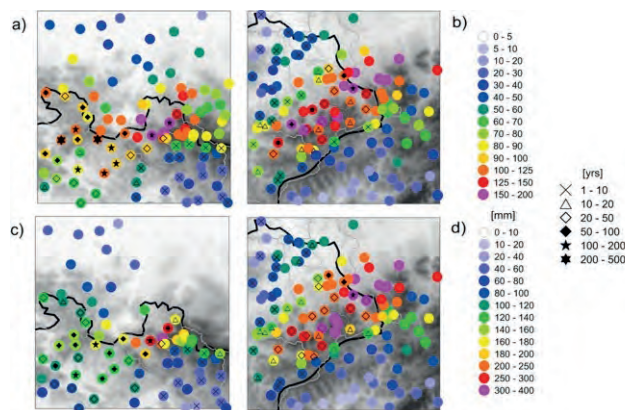 a)
b)
0 - 5
5 - 10
10 - 20
20 - 30
30 - 40
40 - 50
50 - 60
60 - 70
70 - 80
80 - 90
90 - 100
100 - 125
125 - 150
150 - 200
[mm]
[yrs]
1 - 10
10 - 20
20 - 50
50 - 100
100 - 200
200 - 500
c)
d)
0 - 10
10 - 20
20 - 40
40 - 60
60 - 80
80 - 100
100 - 120
120 - 140
140 - 160
160 - 180
180 - 200
200 - 250
250 - 300
300 - 400